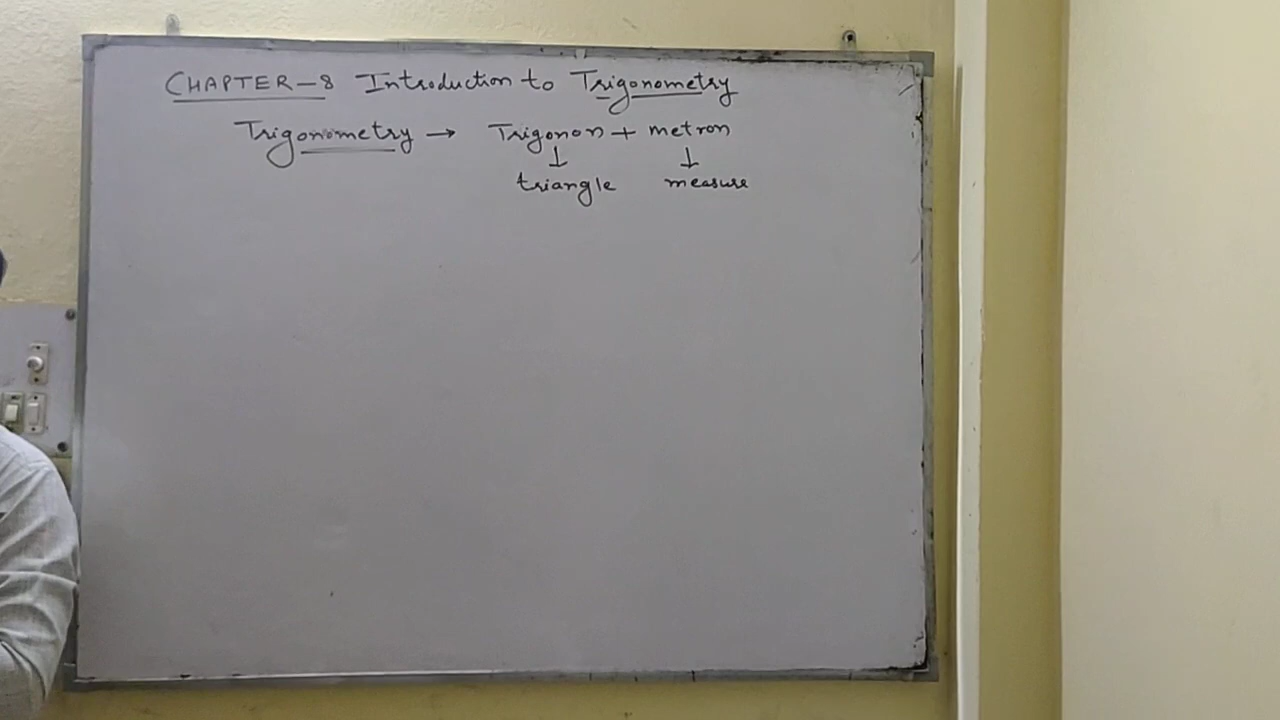 CHAPTER-8 Introduction to Trigonometry
Trigonometry → Trigonon + metron
↓ ↓
triangle measure